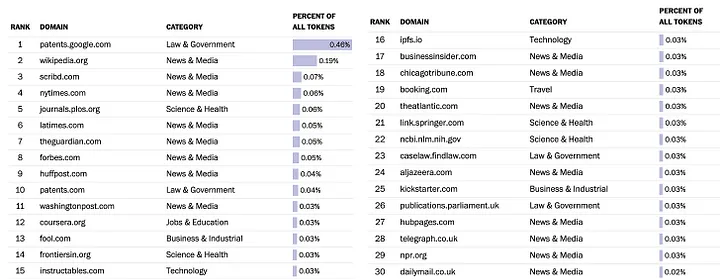 RANK DOMAIN CATEGORY PERCENT OF ALL TOKENS
1 patents.google.com Law & Government 0.46%
2 wikipedia.org News & Media 0.19%
3 scribd.com News & Media 0.07%
4 nytimes.com News & Media 0.06%
5 journals.plos.org Science & Health 0.06%
6 latimes.com News & Media 0.05%
7 theguardian.com News & Media 0.05%
8 forbes.com News & Media 0.05%
9 huffpost.com News & Media 0.04%
10 patents.com Law & Government 0.04%
11 washingtonpost.com News & Media 0.03%
12 coursera.org Jobs & Education 0.03%
13 fool.com Business & Industrial 0.03%
14 frontiersin.org Science & Health 0.03%
15 instructables.com Technology 0.03%
RANK DOMAIN CATEGORY PERCENT OF ALL TOKENS
16 ipfs.io Technology 0.03%
17 businessinsider.com News & Media 0.03%
18 chicagotribune.com News & Media 0.03%
19 booking.com Travel 0.03%
20 theatlantic.com News & Media 0.03%
21 link.springer.com Science & Health 0.03%
22 ncbi.nlm.nih.gov Science & Health 0.03%
23 caselaw.findlaw.com Law & Government 0.03%
24 aljazeera.com News & Media 0.03%
25 kickstarter.com Business & Industrial 0.03%
26 publications.parliament.uk Law & Government 0.03%
27 hubpages.com News & Media 0.03%
28 telegraph.co.uk News & Media 0.03%
29 npr.org News & Media 0.03%
30 dailymail.co.uk News & Media 0.02%